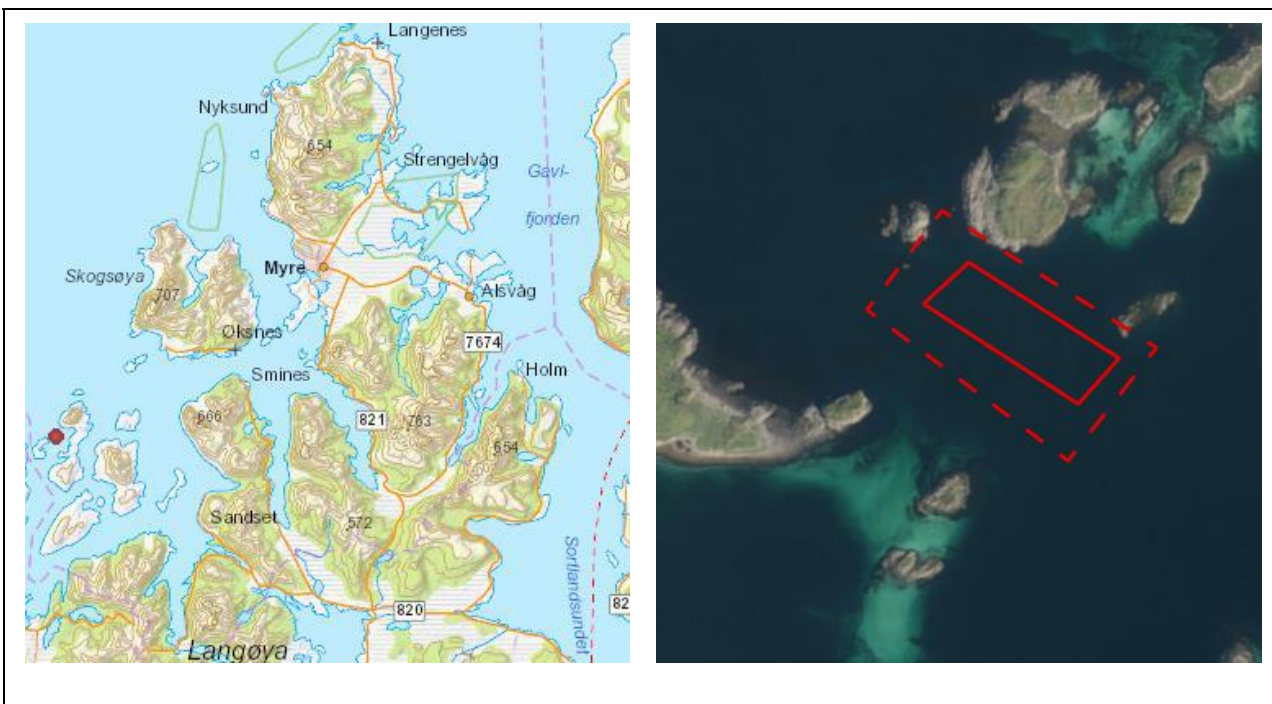 Langenes
Nyksund
654
Strengelvåg
Gavl-
fjorden
Skogsøya
Myre
707
Alsvåg
Øksnes
7674
Smines
Holm
666
821
763
654
Sandset
572
Sortlandsundet
820
82
Langøya